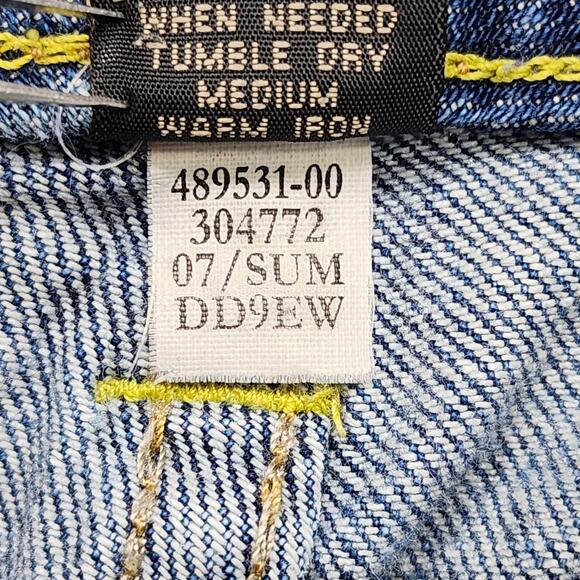 WHEN NEEDED
TUMBLE DRY
MEDIUM
WARM IRON
489531-00
304772
07/SUM
DD9EW